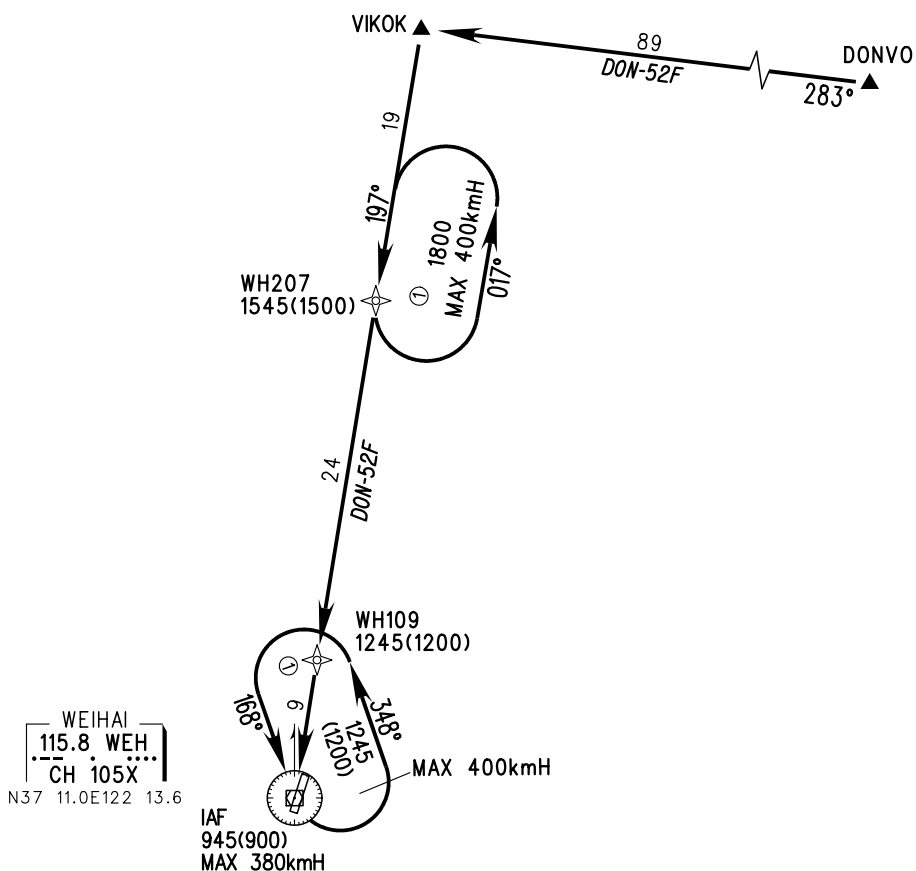 VIKOK
89
DON-52F
DONVO
283°
19
197°
1800
MAX 400kmH
017°
WH207
1545(1500)
1
24
DON-52F
WH109
1245(1200)
1
168°
9
348°
1245
(1200)
MAX 400kmH
WEIHAI
115.8 WEH
CH 105X
N37 11.0E122 13.6
IAF
945(900)
MAX 380kmH